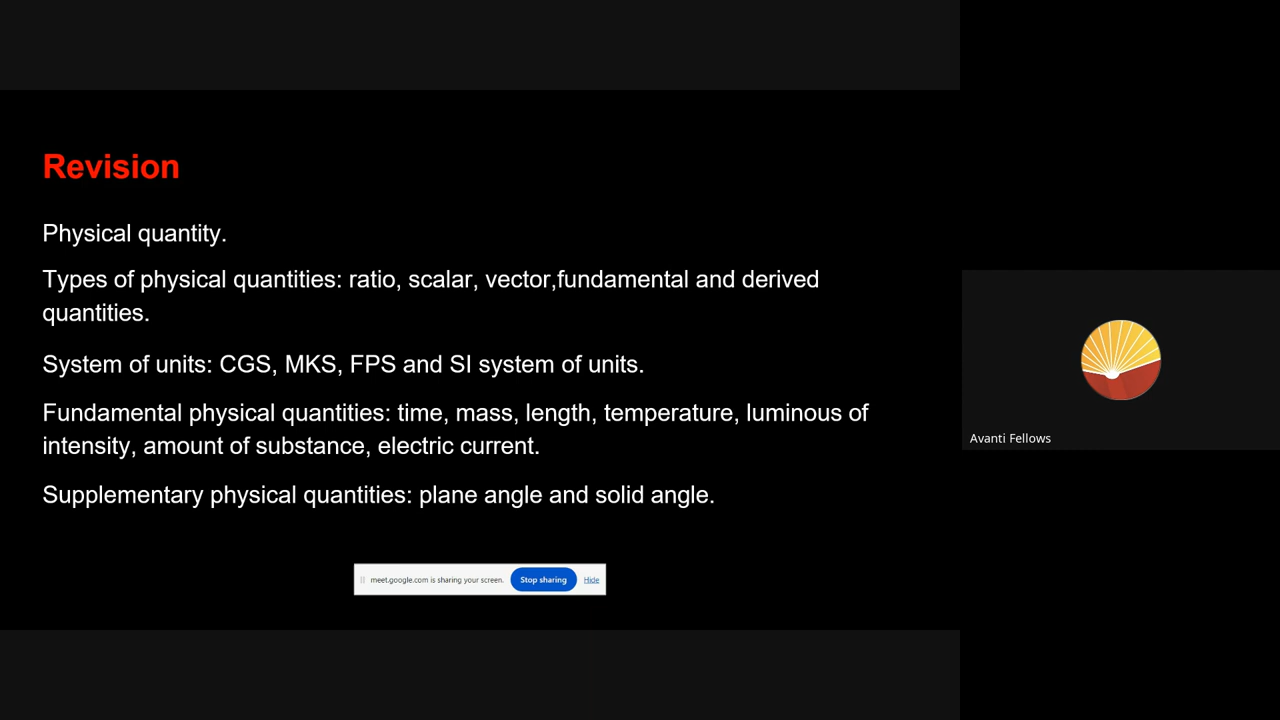 Revision
Physical quantity.
Types of physical quantities: ratio, scalar, vector,fundamental and derived
quantities.
System of units: CGS, MKS, FPS and SI system of units.
Fundamental physical quantities: time, mass, length, temperature, luminous of
intensity, amount of substance, electric current.
Supplementary physical quantities: plane angle and solid angle.
meet.google.com is sharing your screen. Stop sharing Hide
Avanti Fellows